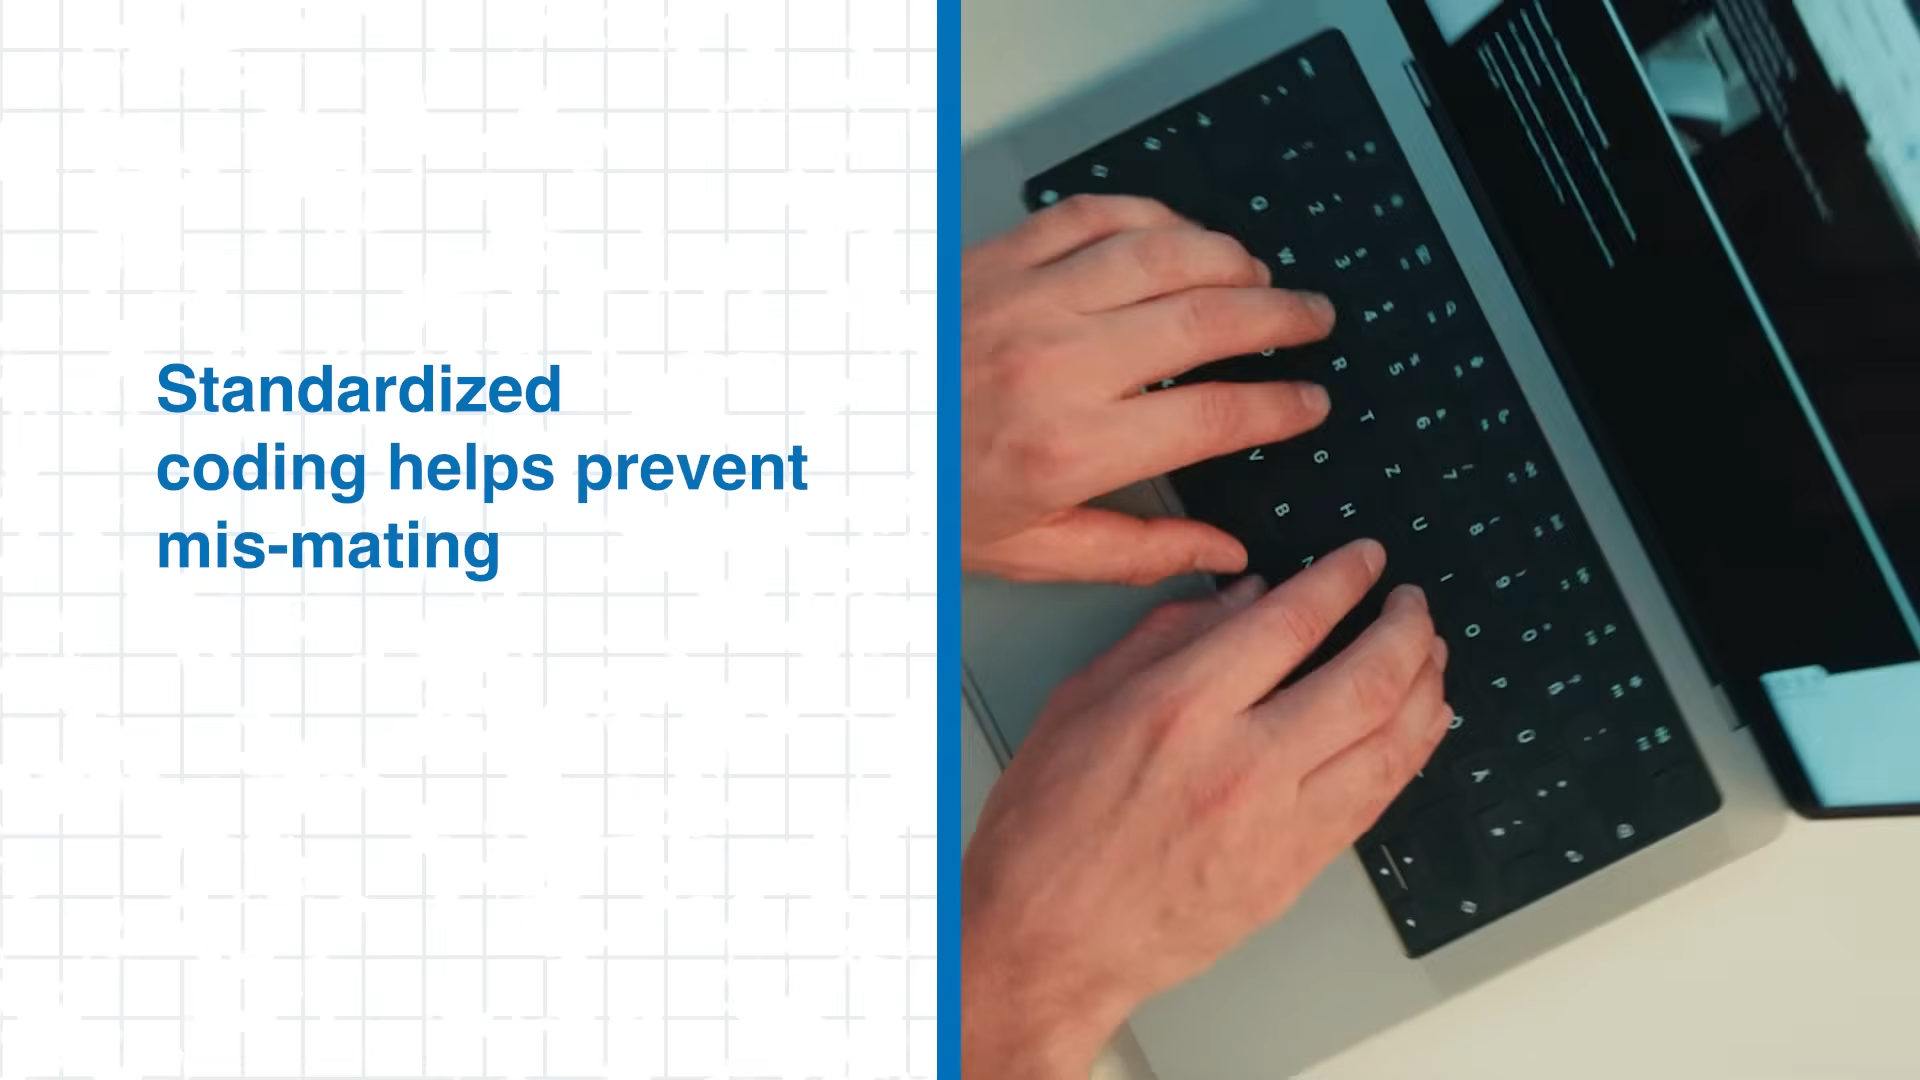 Standardized
coding helps prevent
mis-mating